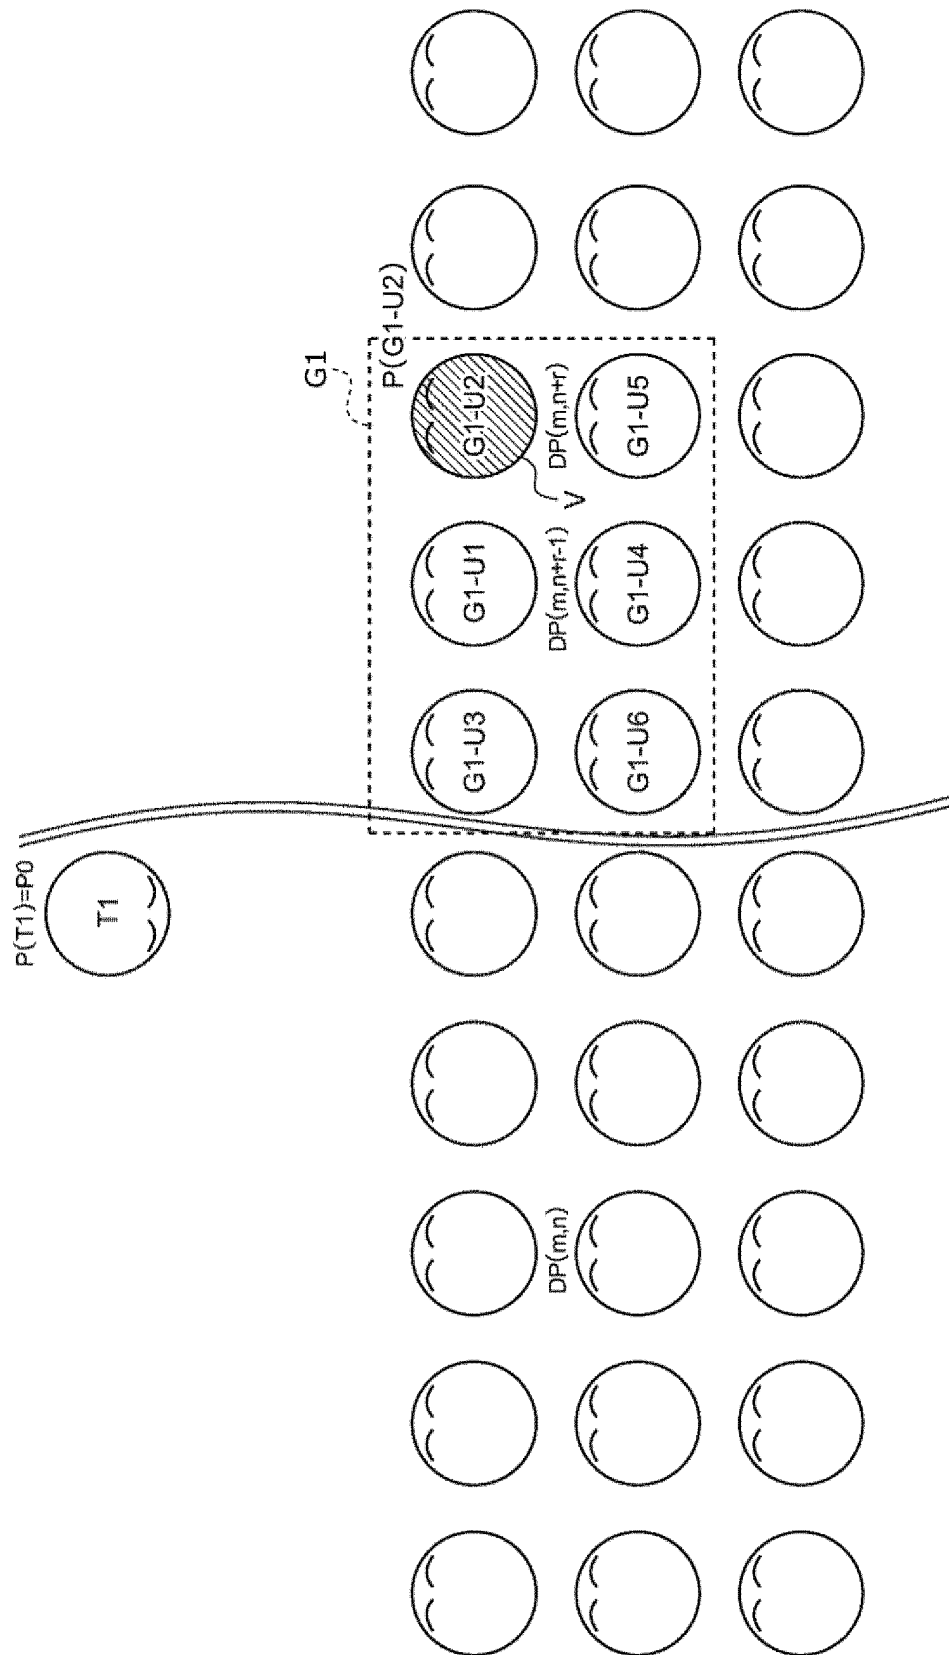 P(T1)=P0
T1
G1
P(G1-U2)
G1-U3
G1-U1
G1-U2
V
DP(m,n)
DP(m,n+r-1)
DP(m,n+r)
G1-U6
G1-U4
G1-U5